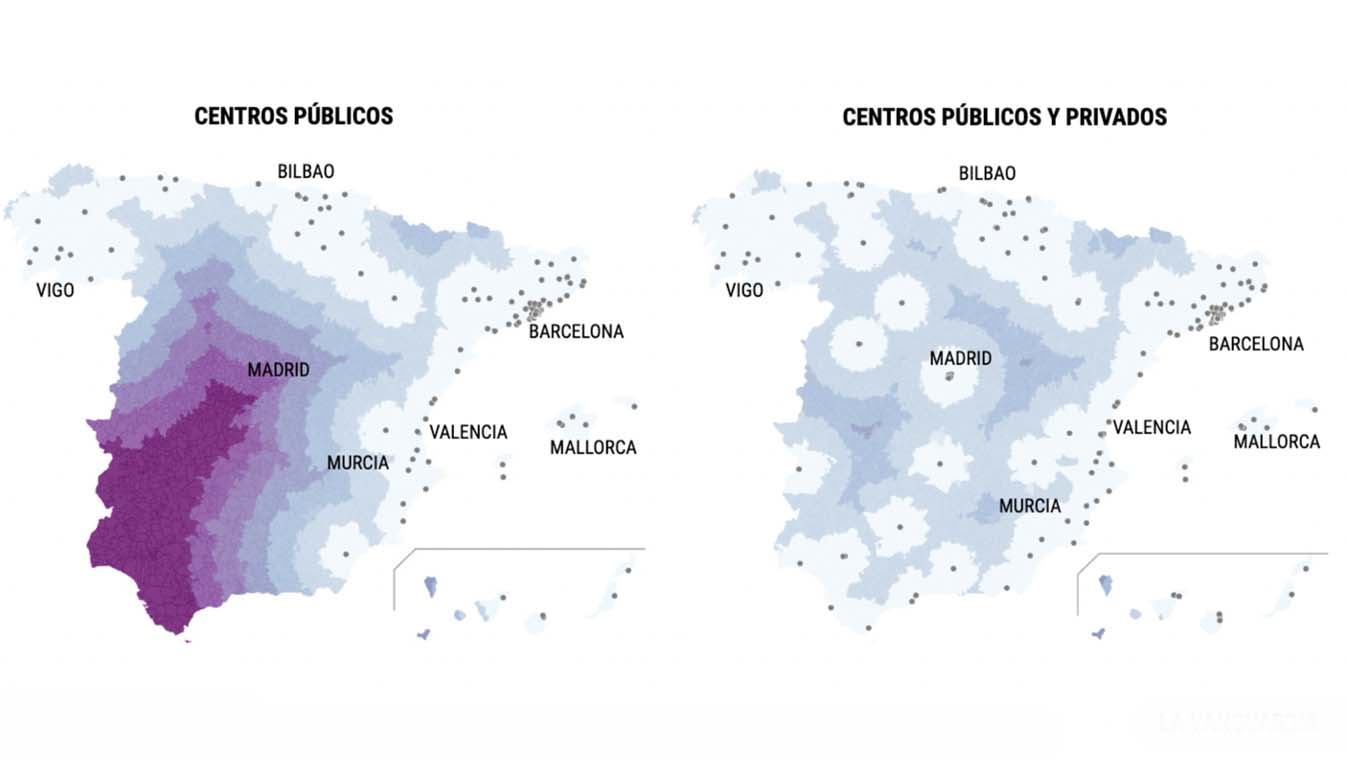 CENTROS PÚBLICOS
CENTROS PÚBLICOS Y PRIVADOS
BILBAO
VIGO
BARCELONA
MADRID
VALENCIA
MALLORCA
MURCIA
BILBAO
VIGO
BARCELONA
MADRID
VALENCIA
MALLORCA
MURCIA
LA VANGUARDIA